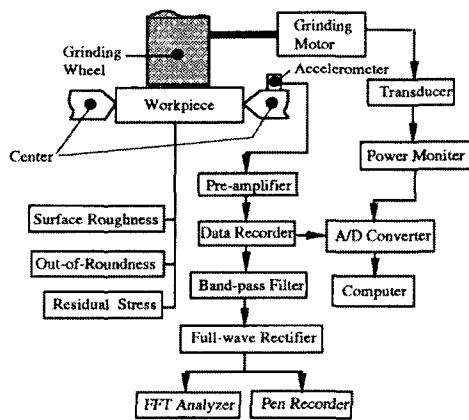 Grinding
Motor
Grinding
Wheel
Accelerometer
Workpiece
Transducer
Center
Power Moniter
Pre-amplifier
Surface Roughness
Data Recorder
A/D Converter
Out-of-Roundness
Band-pass Filter
Computer
Residual Stress
Full-wave Rectifier
FFT Analyzer
Pen Recorder